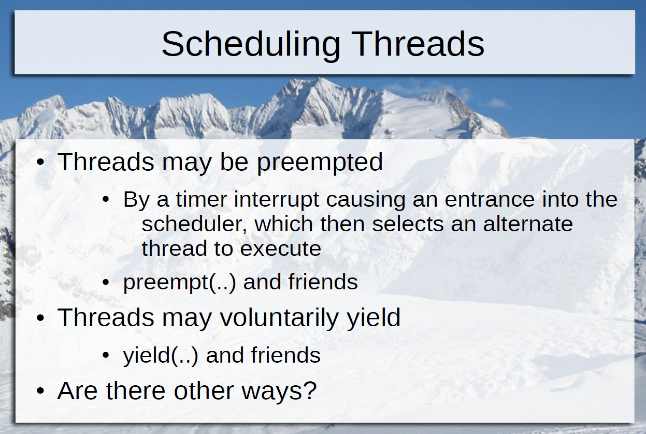 Scheduling Threads
• Threads may be preempted
• By a timer interrupt causing an entrance into the
scheduler, which then selects an alternate
thread to execute
• preempt(..) and friends
• Threads may voluntarily yield
• yield(..) and friends
• Are there other ways?